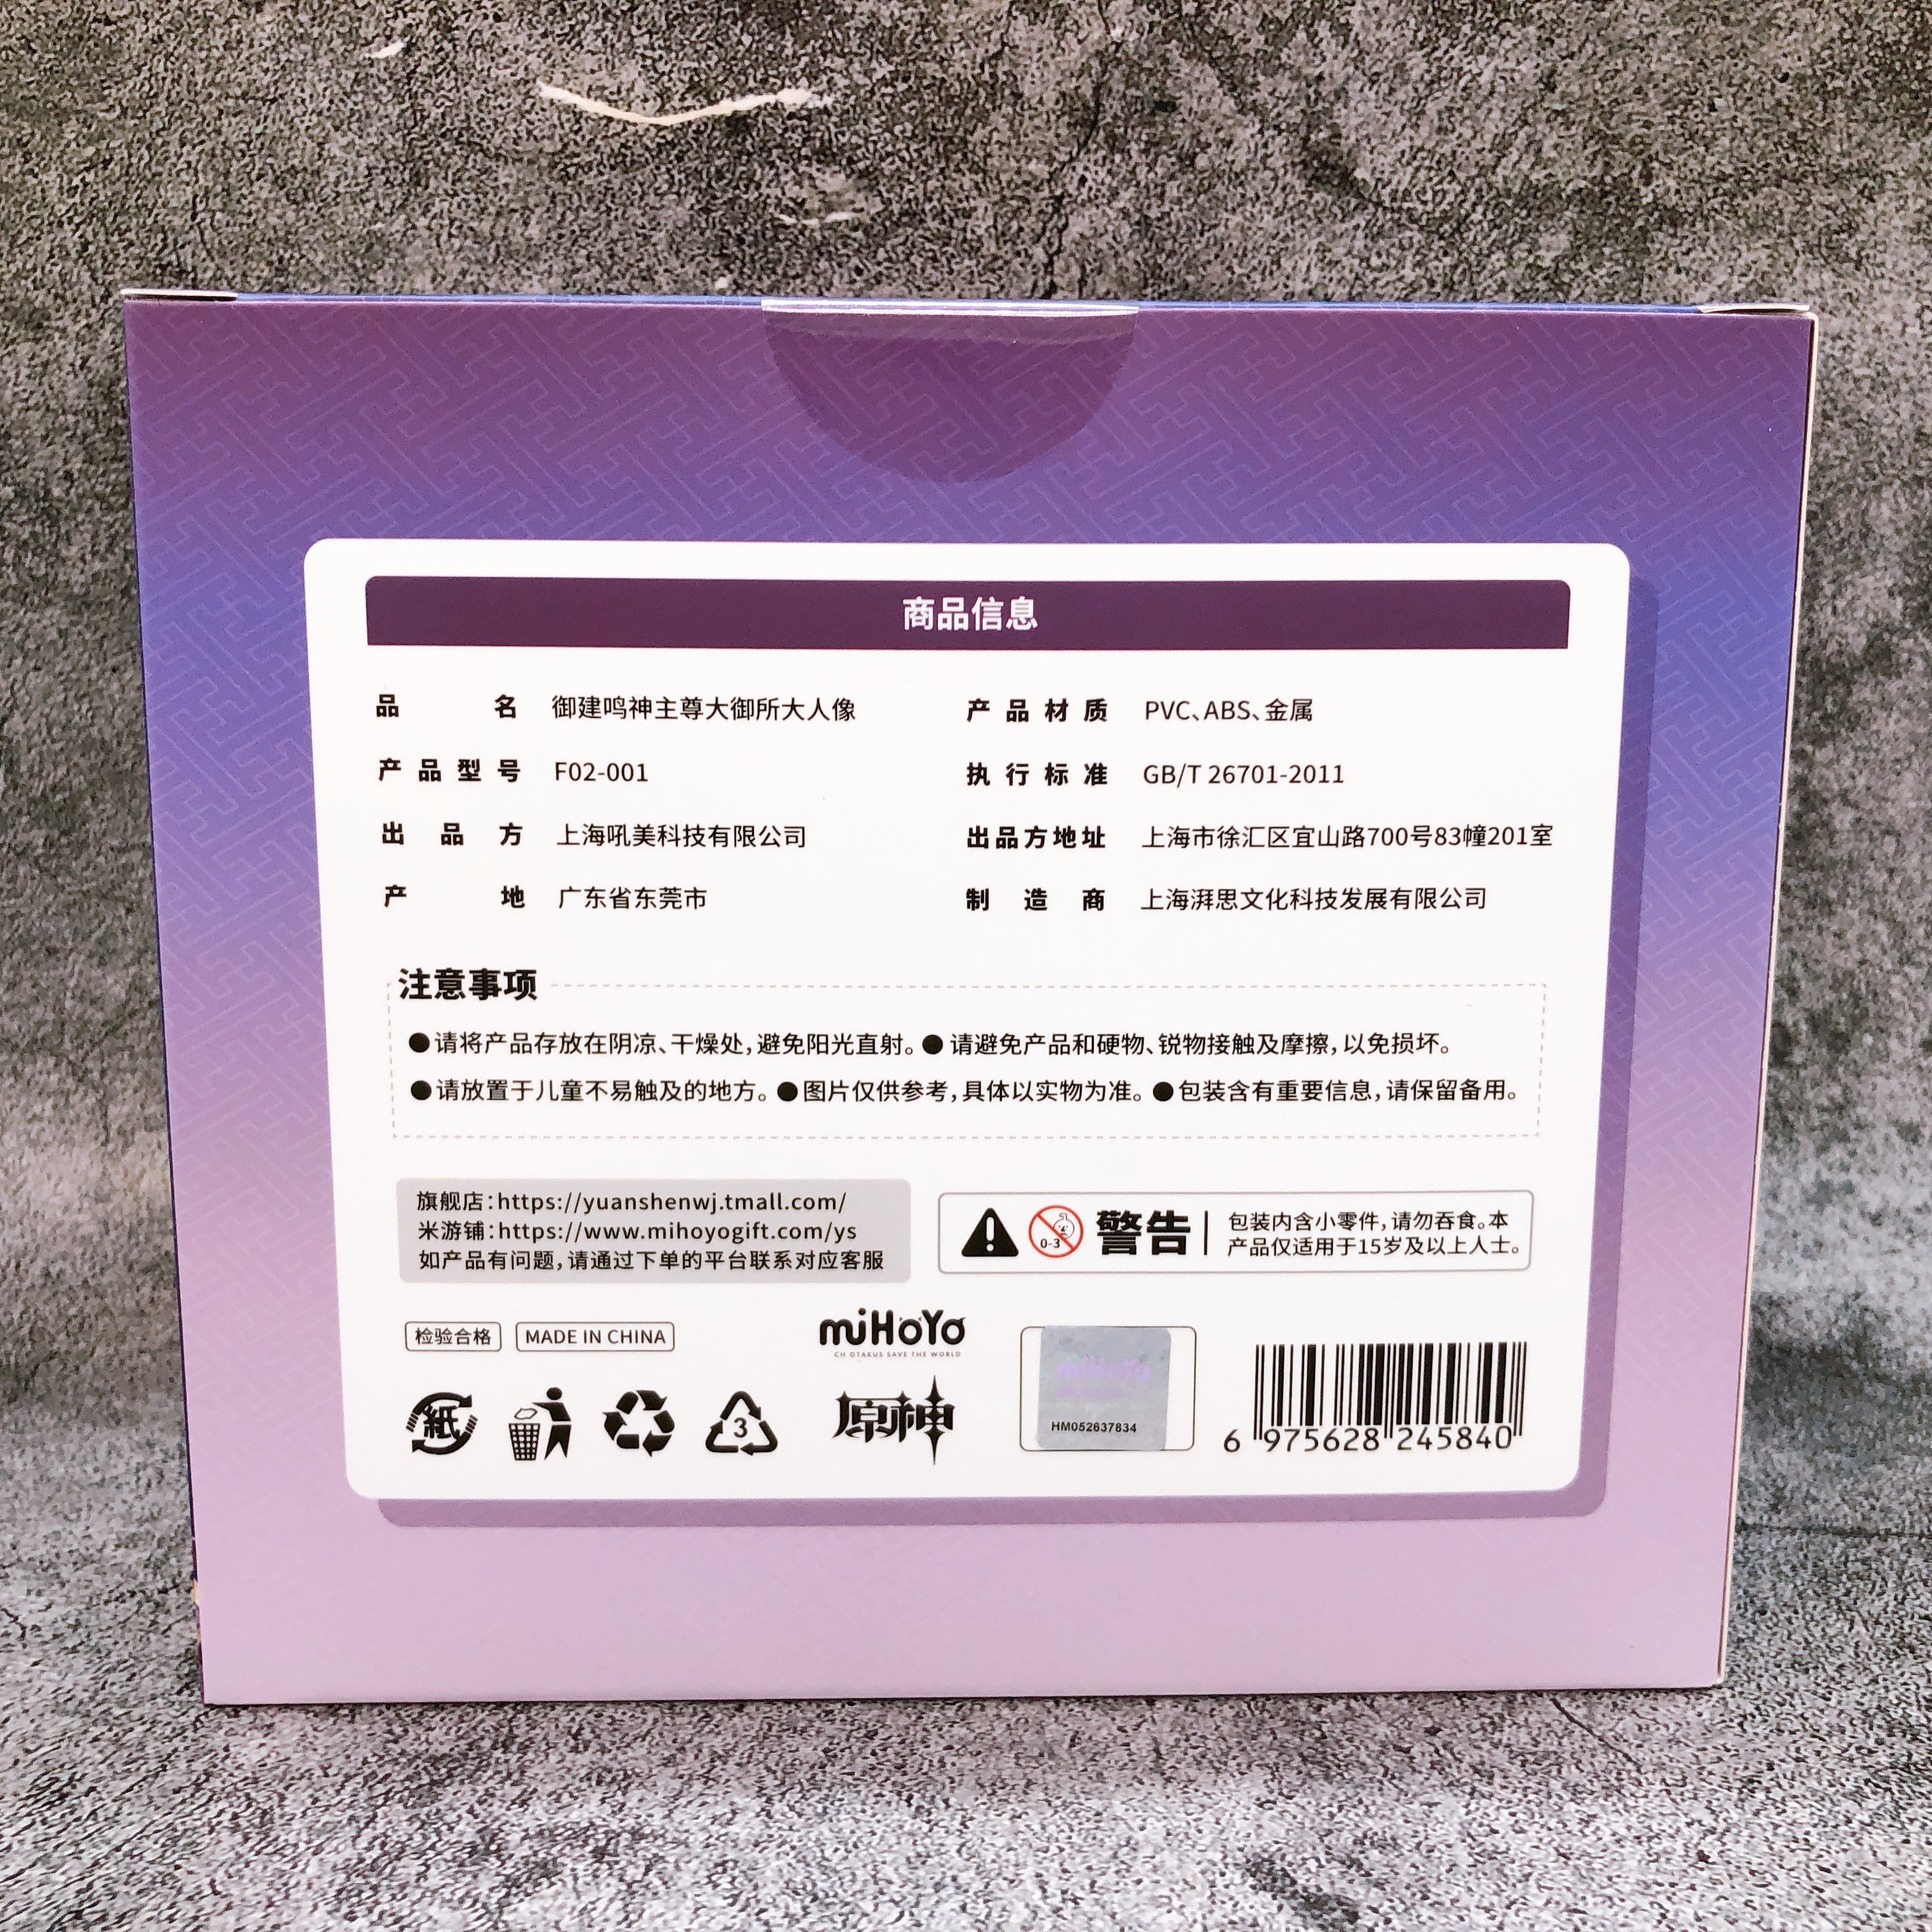 商品信息
品名 御建鸣神主尊大御所大人像
产品材质 PVC、ABS、金属
产品型号 F02-001
执行标准 GB/T 26701-2011
出品方 上海吼美科技有限公司
出品方地址 上海市徐汇区宜山路700号83幢201室
产地 广东省东莞市
制造商 上海湃思文化科技发展有限公司
注意事项
●请将产品存放在阴凉、干燥处,避免阳光直射。●请避免产品和硬物、锐物接触及摩擦,以免损坏。
●请放置于儿童不易触及的地方。●图片仅供参考,具体以实物为准。●包装含有重要信息,请保留备用。
旗舰店:https://yuanshenwj.tmall.com/
米游铺:https://www.mihoyogift.com/ys
如产品有问题,请通过下单的平台联系对应客服
0-3
警告
包装内含小零件,请勿吞食。本
产品仅适用于15岁及以上人士。
检验合格
MADE IN CHINA
miHoYo
CH OTAKUS SAVE THE WORLD
紙
3
原神
miHoYo
HM052637834
6 975628 245840